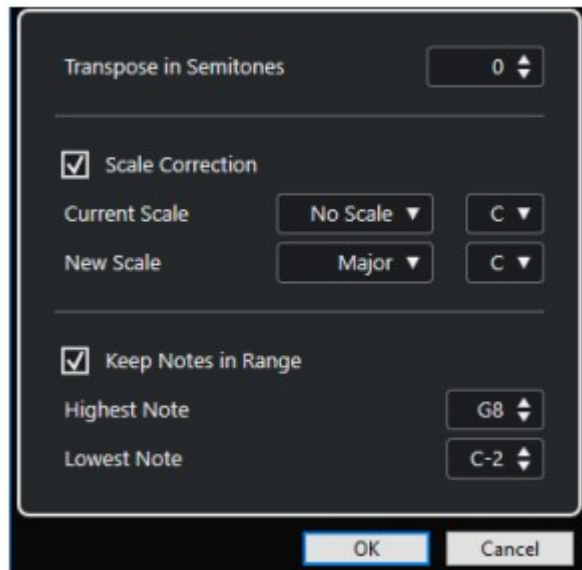 Transpose in Semitones 0
Scale Correction
Current Scale No Scale C
New Scale Major C
Keep Notes in Range
Highest Note G8
Lowest Note C-2
OK Cancel